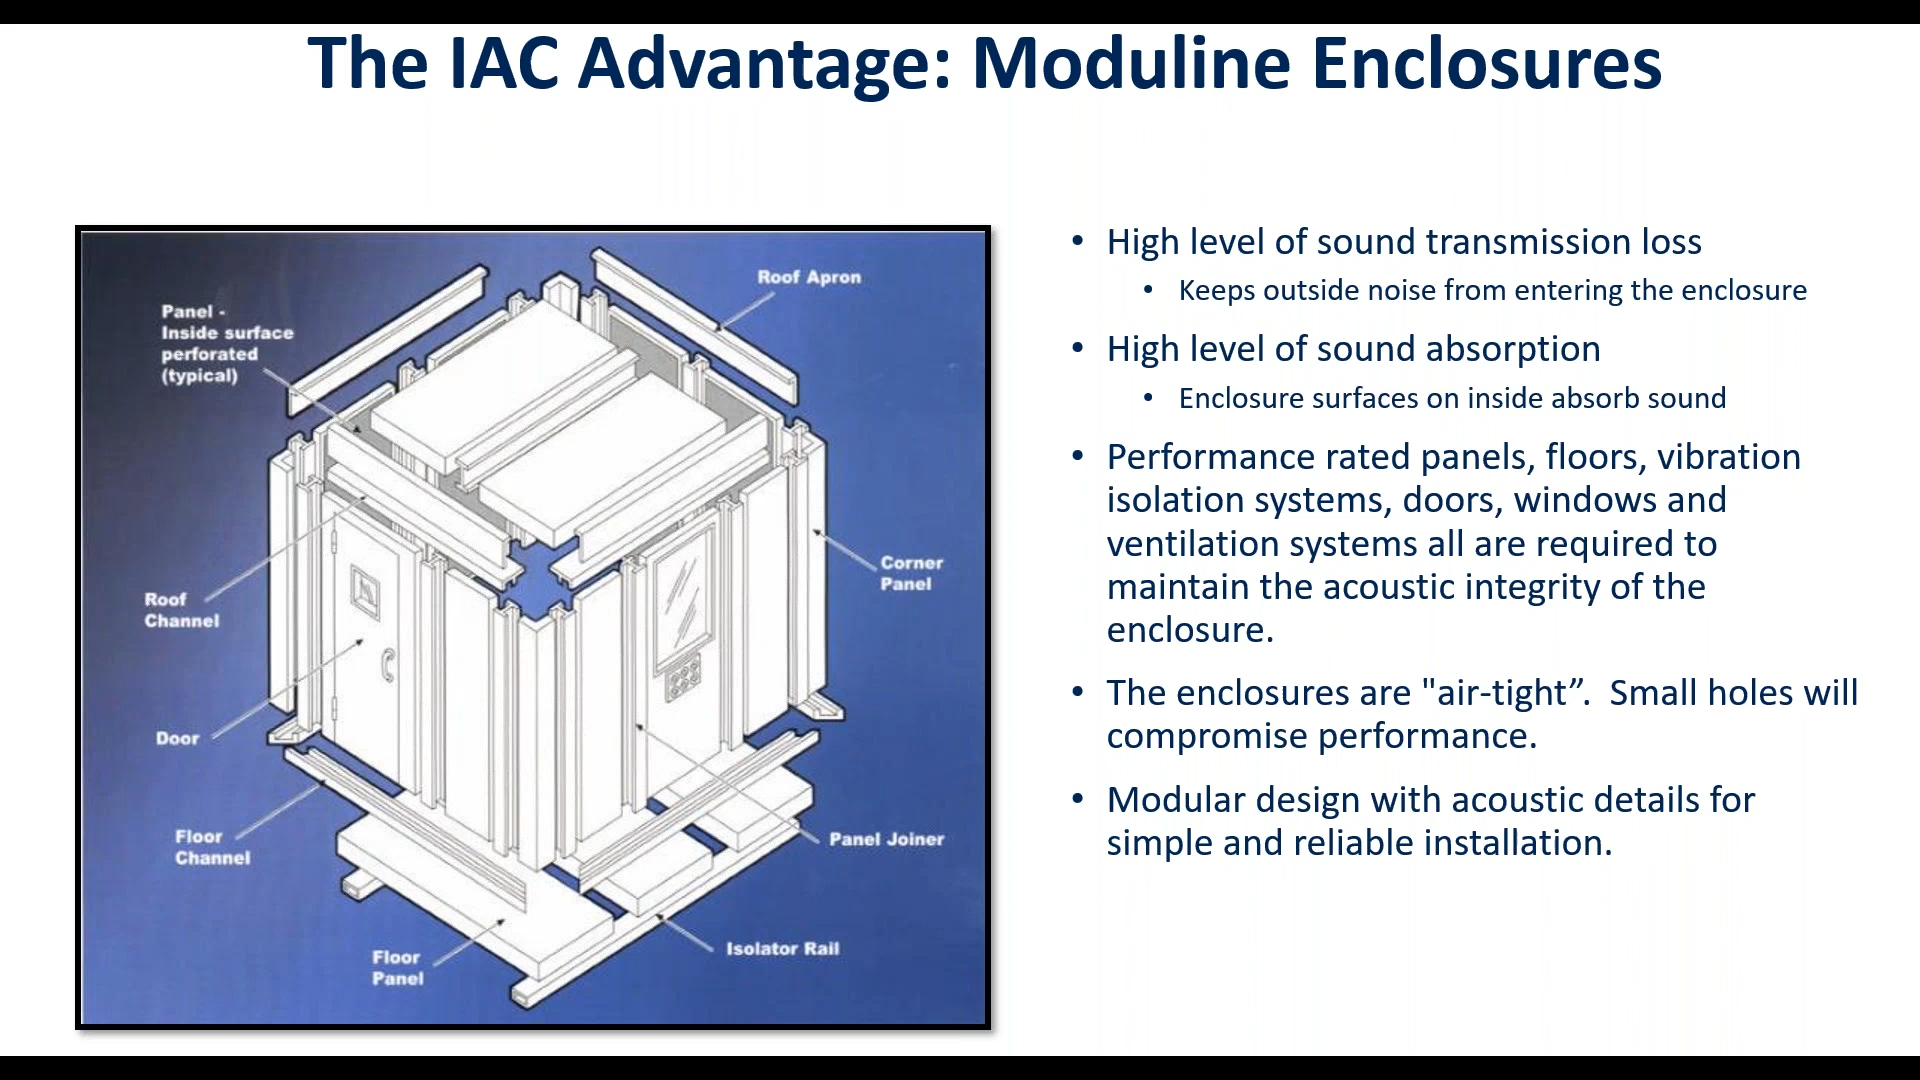 The IAC Advantage: Moduline Enclosures
Roof Apron
Panel -
Inside surface
perforated
(typical)
Corner
Panel
Roof
Channel
Door
Floor
Channel
Panel Joiner
Isolator Rail
Floor
Panel
• High level of sound transmission loss
• Keeps outside noise from entering the enclosure
• High level of sound absorption
• Enclosure surfaces on inside absorb sound
• Performance rated panels, floors, vibration
isolation systems, doors, windows and
ventilation systems all are required to
maintain the acoustic integrity of the
enclosure.
• The enclosures are "air-tight”.  Small holes will
compromise performance.
• Modular design with acoustic details for
simple and reliable installation.